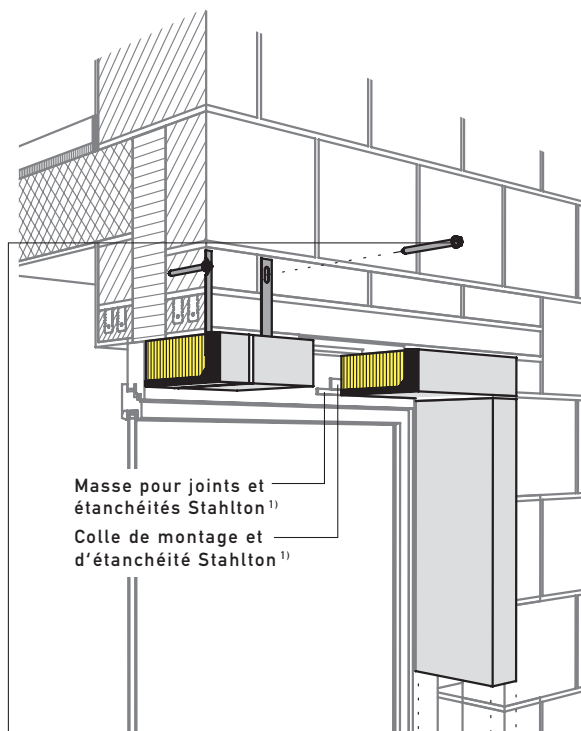 Masse pour joints et
étanchéités Stahlton 1)
Colle de montage et
d’étanchéité Stahlton 1)